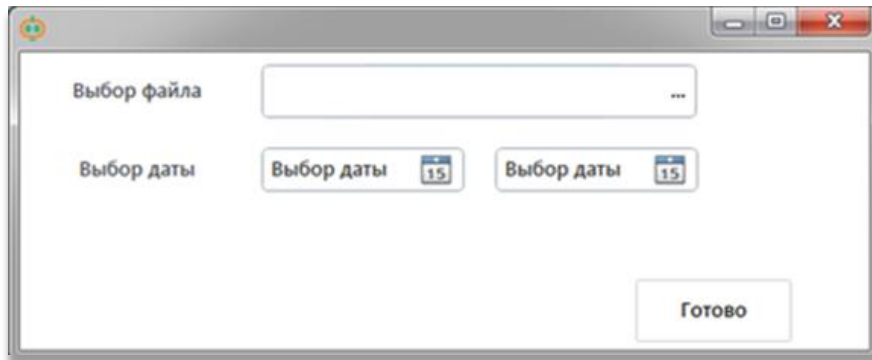 Выбор файла ...
Выбор даты Выбор даты 15 Выбор даты 15
Готово